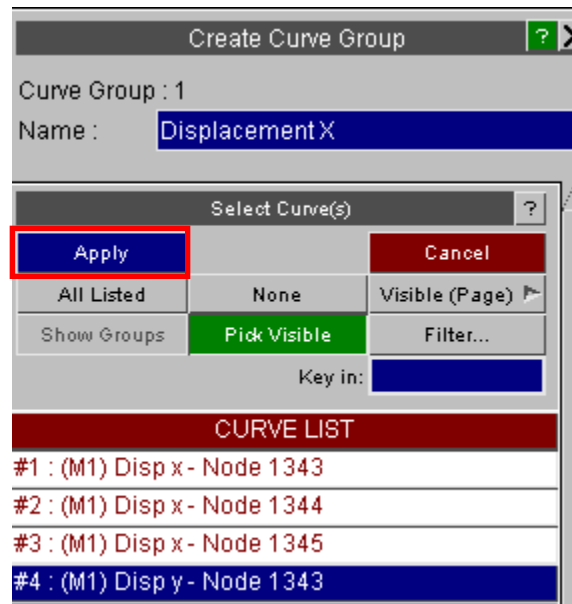 Create Curve Group ? X
Curve Group : 1
Name : Displacement X
Select Curve(s) ?
Apply Cancel
All Listed None Visible (Page)
Show Groups Pick Visible Filter...
Key in:
CURVE LIST
#1 : (M1) Disp x - Node 1343
#2 : (M1) Disp x - Node 1344
#3 : (M1) Disp x - Node 1345
#4 : (M1) Disp y - Node 1343